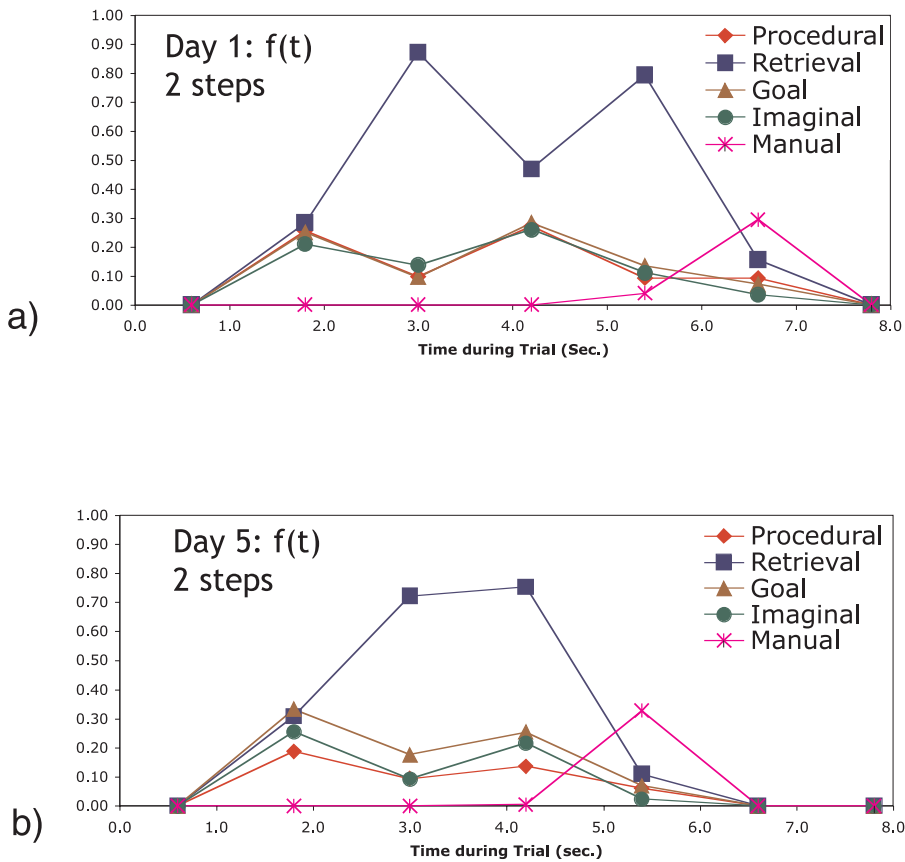 1.00
0.90
0.80
0.70
0.60
0.50
0.40
0.30
0.20
0.10
0.00
Day 1: f(t)
2 steps
Procedural
Retrieval
Goal
Imaginal
Manual
a)
0.0 1.0 2.0 3.0 4.0 5.0 6.0 7.0 8.0
Time during Trial (Sec.)
1.00
0.90
0.80
0.70
0.60
0.50
0.40
0.30
0.20
0.10
0.00
Day 5: f(t)
2 steps
Procedural
Retrieval
Goal
Imaginal
Manual
b)
0.0 1.0 2.0 3.0 4.0 5.0 6.0 7.0 8.0
Time during Trial (sec.)